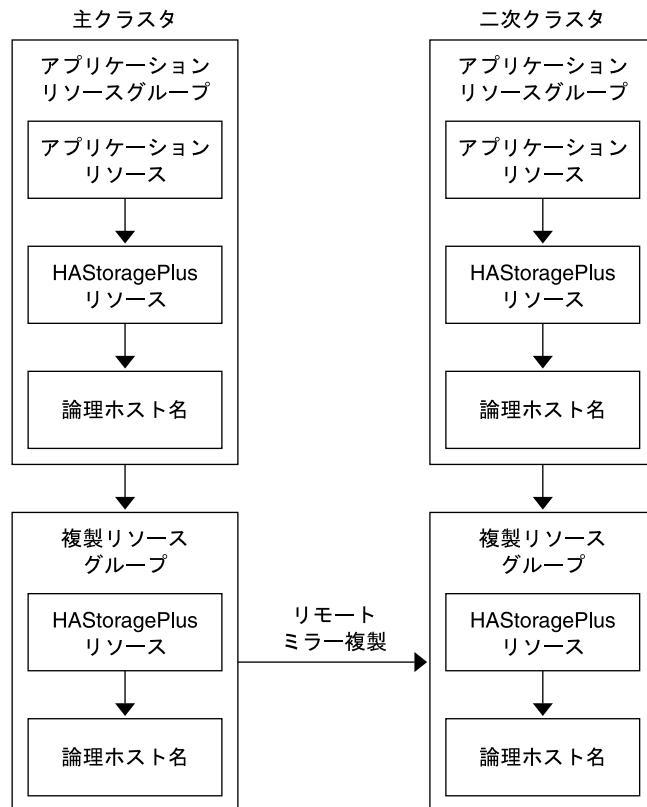 主クラスタ
アプリケーション
リソースグループ
アプリケーション
リソース
HAStoragePlus
リソース
論理ホスト名
複製リソース
グループ
HAStoragePlus
リソース
論理ホスト名
リモート
ミラー複製
二次クラスタ
アプリケーション
リソースグループ
アプリケーション
リソース
HAStoragePlus
リソース
論理ホスト名
複製リソース
グループ
HAStoragePlus
リソース
論理ホスト名